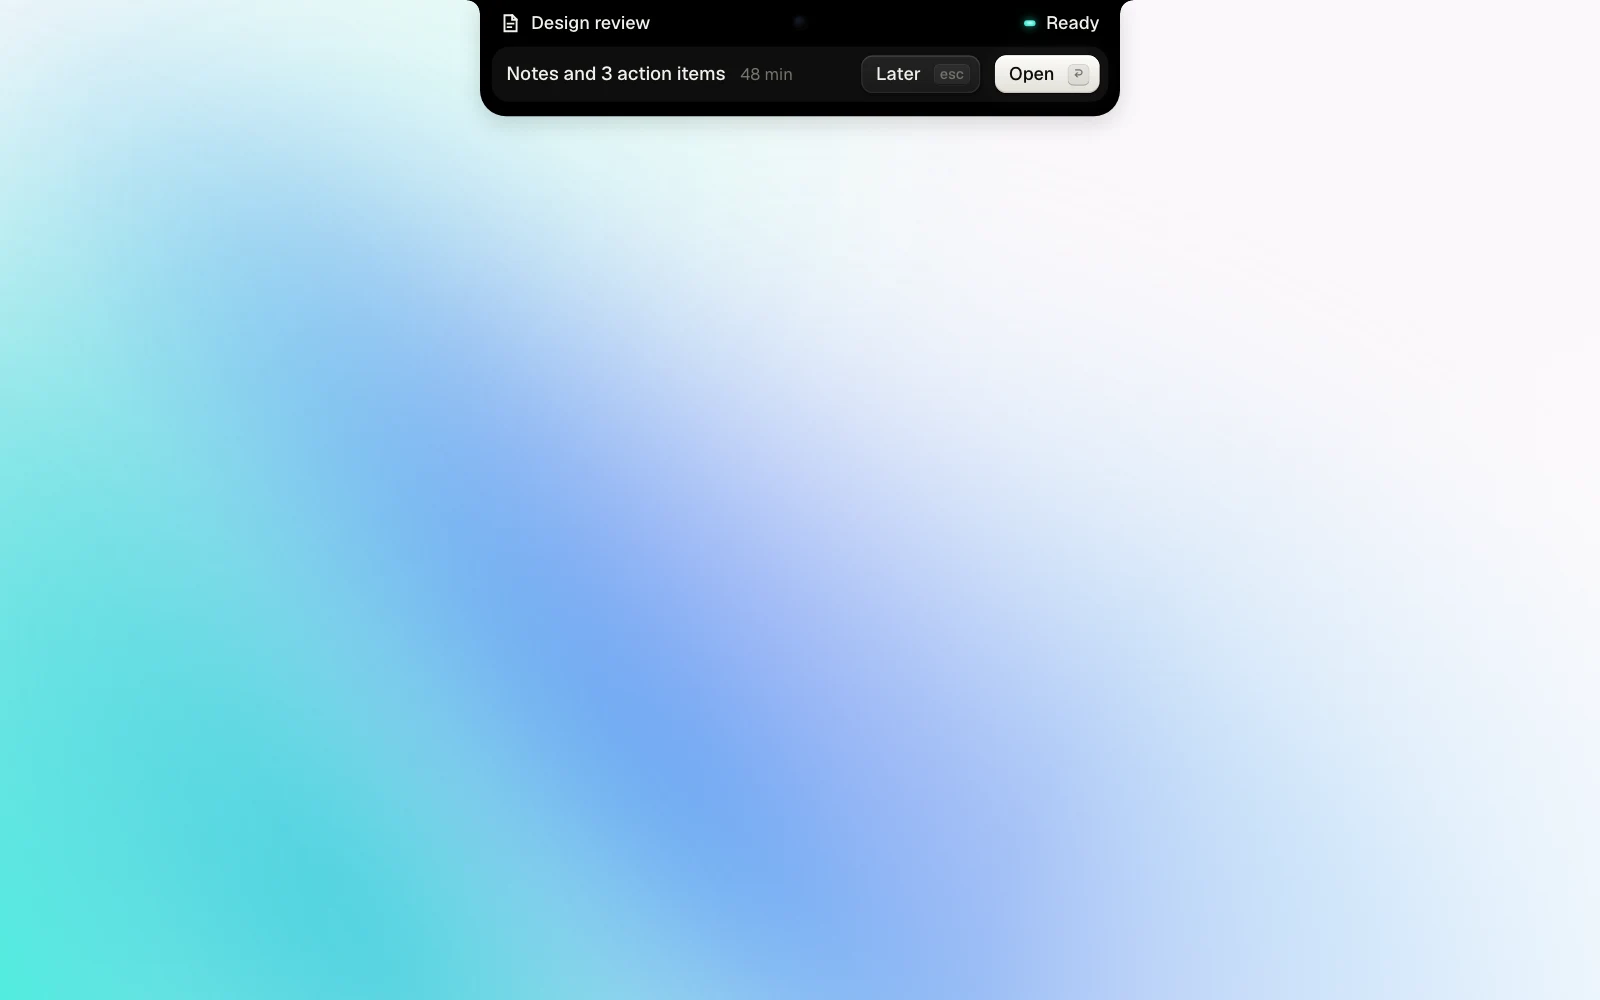 Design review
Ready
Notes and 3 action items 48 min
Later esc
Open